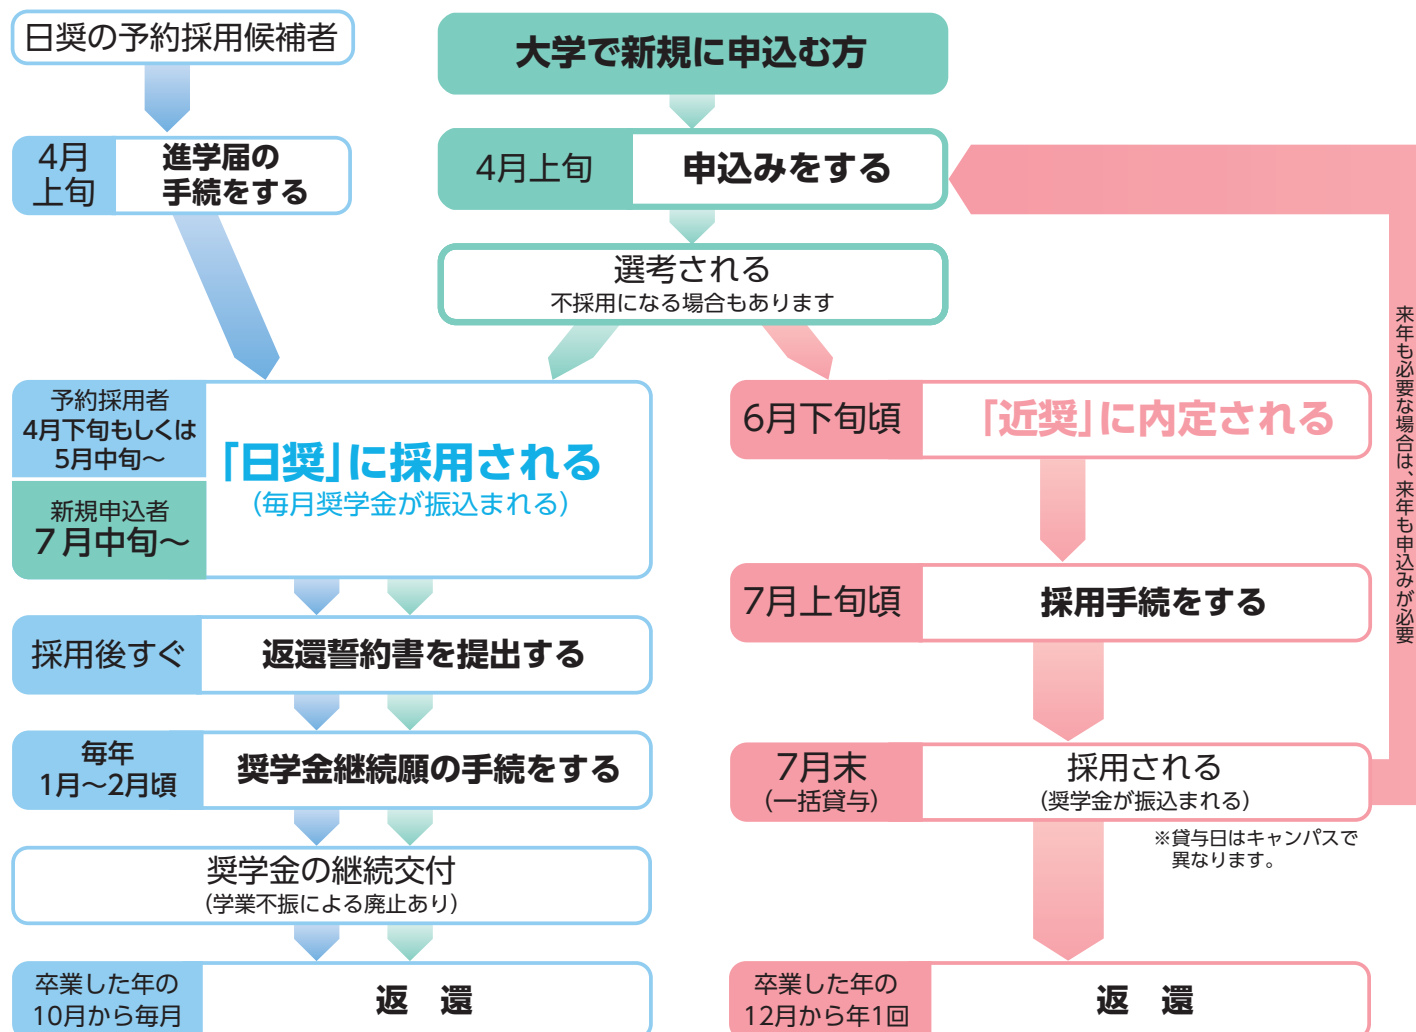 日奨の予約採用候補者
4月
上旬
進学届の
手続をする
大学で新規に申込む方
4月上旬
申込みをする
選考される
不採用になる場合もあります
予約採用者
4月下旬もしくは
5月中旬～
新規申込者
7月中旬～
「日奨」に採用される
(毎月奨学金が振込まれる)
採用後すぐ
返還誓約書を提出する
毎年
1月～2月頃
奨学金継続願の手続をする
奨学金の継続交付
(学業不振による廃止あり)
卒業した年の
10月から毎月
返　還
6月下旬頃
「近奨」に内定される
7月上旬頃
採用手続をする
7月末
(一括貸与)
採用される
(奨学金が振込まれる)
※貸与日はキャンパスで
異なります。
卒業した年の
12月から年1回
返　還
来年も必要な場合は、来年も申込みが必要